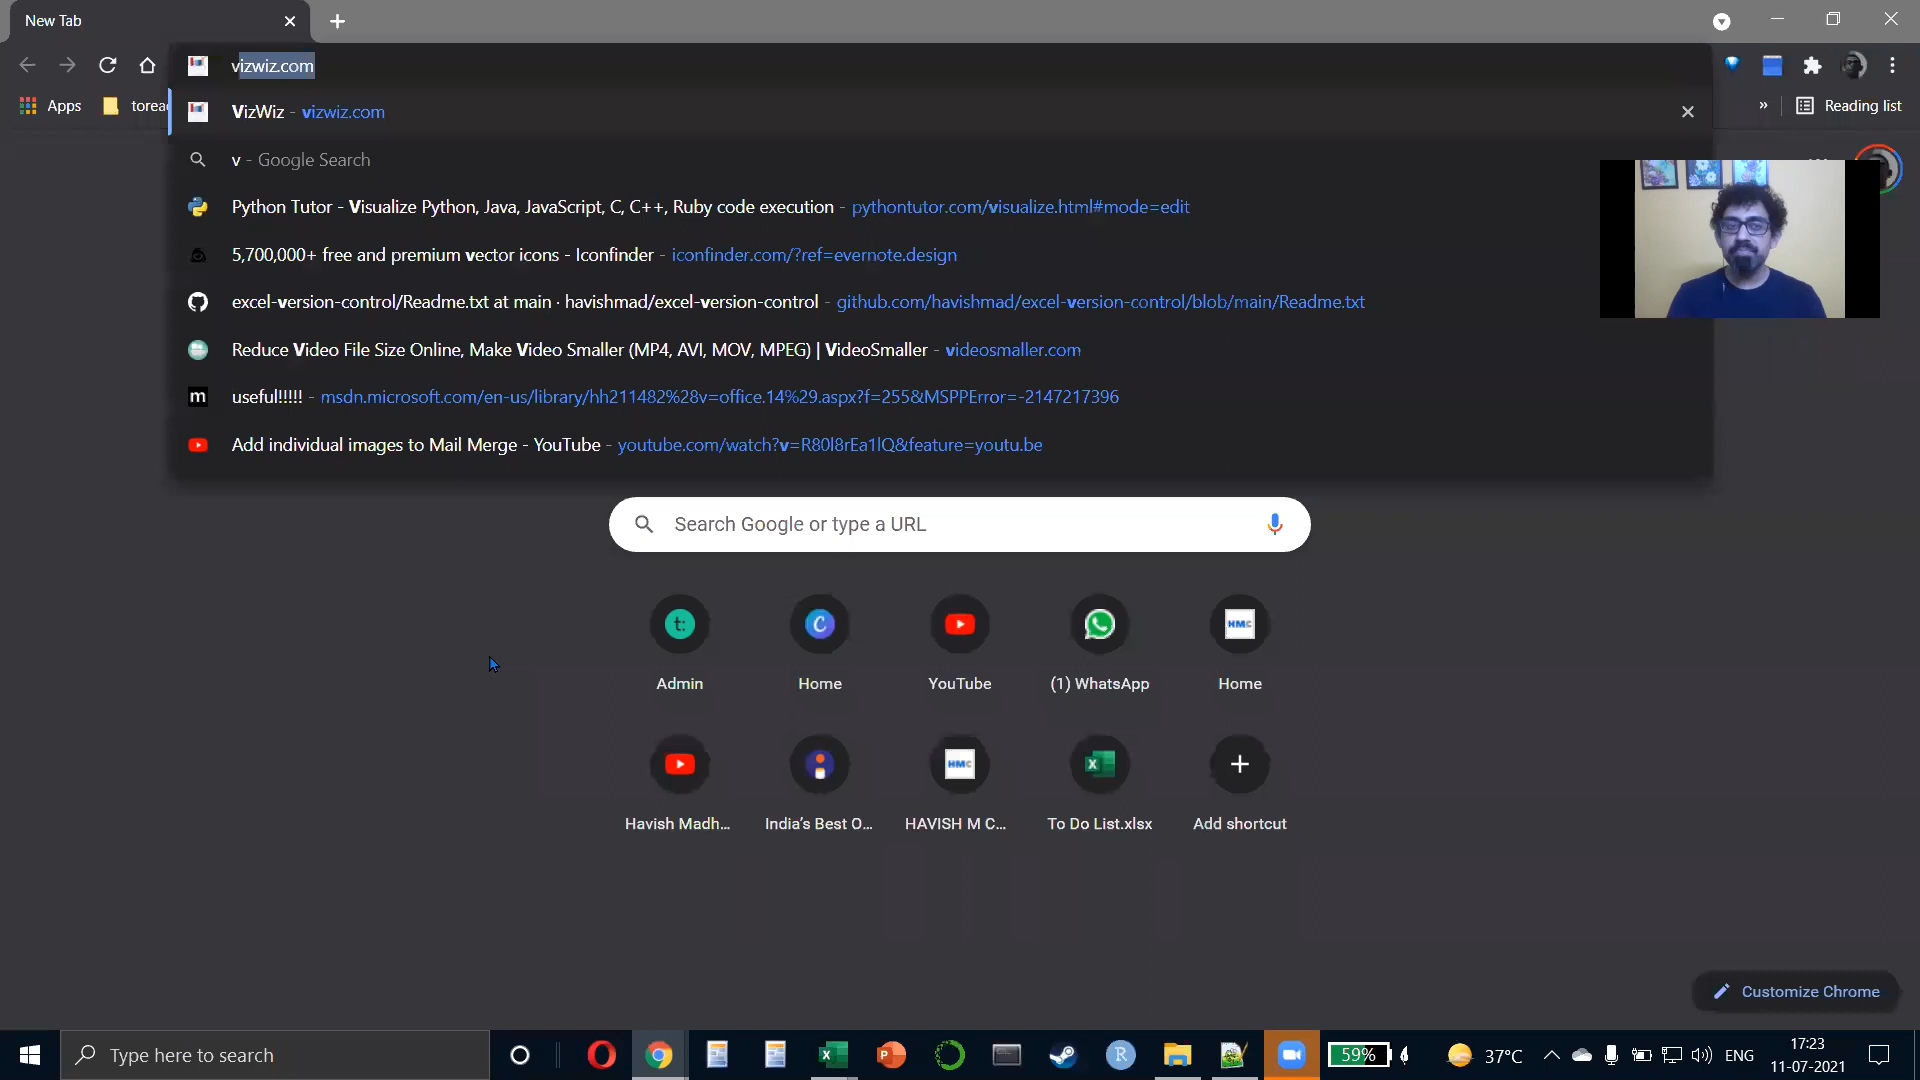 New Tab
vizwiz.com
Apps
torea
VizWiz - vizwiz.com
»
Reading list
v - Google Search
Python Tutor - Visualize Python, Java, JavaScript, C, C++, Ruby code execution - pythontutor.com/visualize.html#mode=edit
5,700,000+ free and premium vector icons - Iconfinder - iconfinder.com/?ref=evernote.design
excel-version-control/Readme.txt at main · havishmad/excel-version-control - github.com/havishmad/excel-version-control/blob/main/Readme.txt
Reduce Video File Size Online, Make Video Smaller (MP4, AVI, MOV, MPEG) | VideoSmaller - videosmaller.com
m useful!!!!! - msdn.microsoft.com/en-us/library/hh211482%28v=office.14%29.aspx?f=255&MSPPError=-2147217396
Add individual images to Mail Merge - YouTube - youtube.com/watch?v=R80l8rEa1lQ&feature=youtu.be
Search Google or type a URL
t: C HMC
Admin Home YouTube (1) WhatsApp Home
HMC X
Havish Madh... India's Best O... HAVISH M C... To Do List.xlsx Add shortcut
Customize Chrome
Type here to search
59%
37°C
ENG
17:23
11-07-2021